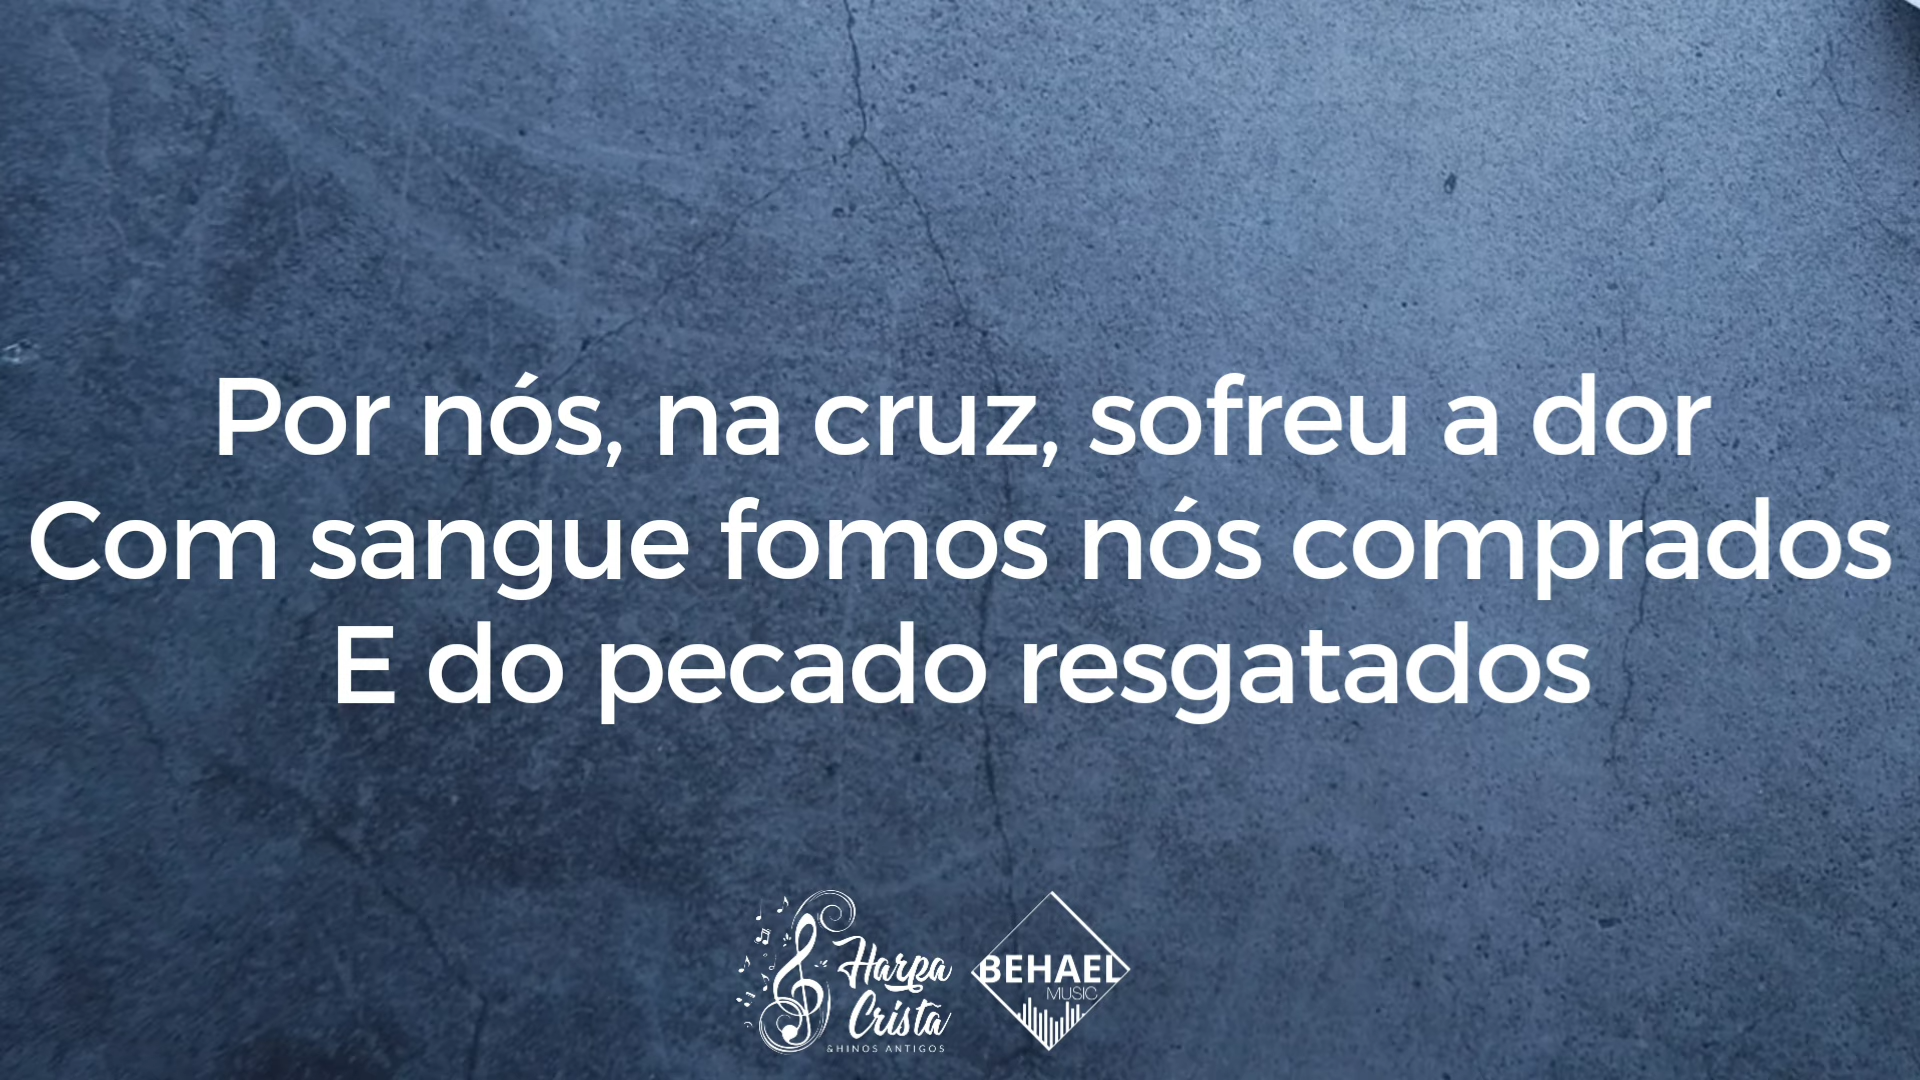 Por nós, na cruz, sofreu a dor
Com sangue fomos nós comprados
E do pecado resgatados
Harpa
Cristã
&HINOS ANTIGOS
BEHAEL
MUSIC